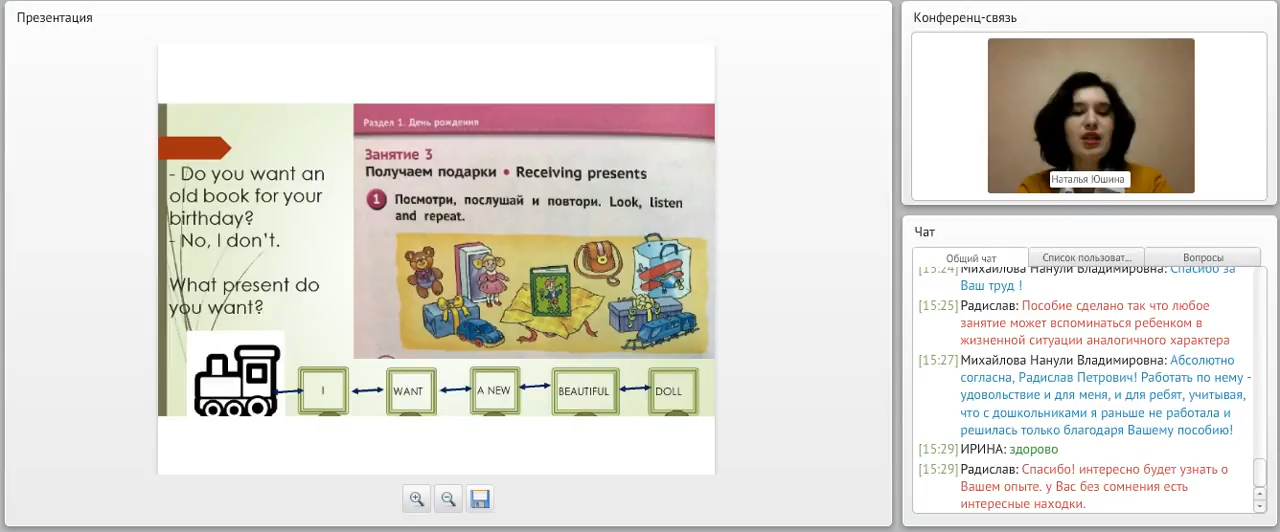 Презентация
- Do you want an
old book for your
birthday?
- No, I don't.
What present do
you want?
Раздел 1. День рождения
Занятие 3
Получаем подарки • Receiving presents
1 Посмотри, послушай и повтори. Look, listen
and repeat.
I
WANT
A NEW
BEAUTIFUL
DOLL
Конференц-связь
Наталья Юшина
Чат
Общий чат
Список пользоват...
Вопросы
[15:24] Михайлова Нанули Владимировна: Спасибо за
Ваш труд !
[15:25] Радислав: Пособие сделано так что любое
занятие может вспоминаться ребенком в
жизненной ситуации аналогичного характера
[15:27] Михайлова Нанули Владимировна: Абсолютно
согласна, Радислав Петрович! Работать по нему -
удовольствие и для меня, и для ребят, учитывая,
что с дошкольниками я раньше не работала и
решилась только благодаря Вашему пособию!
[15:29] ИРИНА: здорово
[15:29] Радислав: Спасибо! интересно будет узнать о
Вашем опыте. у Вас без сомнения есть
интересные находки.